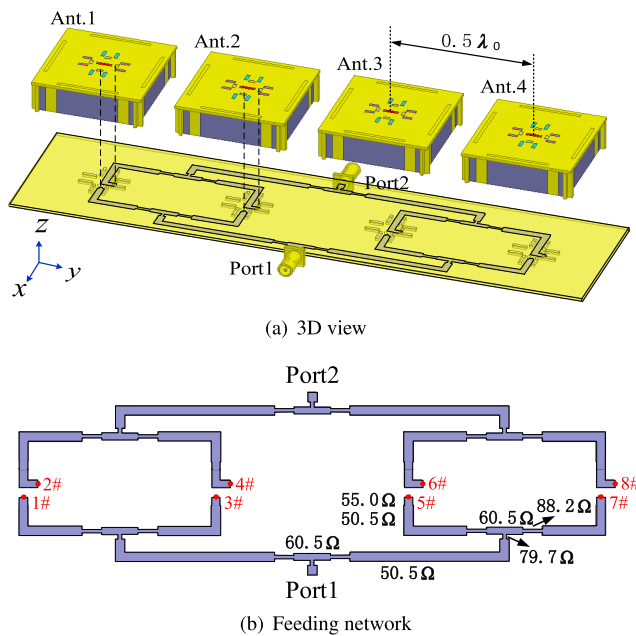 Ant.1
Ant.2
Ant.3
0.5λ₀
Ant.4
Port2
Port1
z
x
y
(a) 3D view
Port2
2#
4#
6#
8#
1#
3#
5#
7#
55.0Ω
50.5Ω
60.5Ω
88.2Ω
79.7Ω
60.5Ω
50.5Ω
Port1
(b) Feeding network